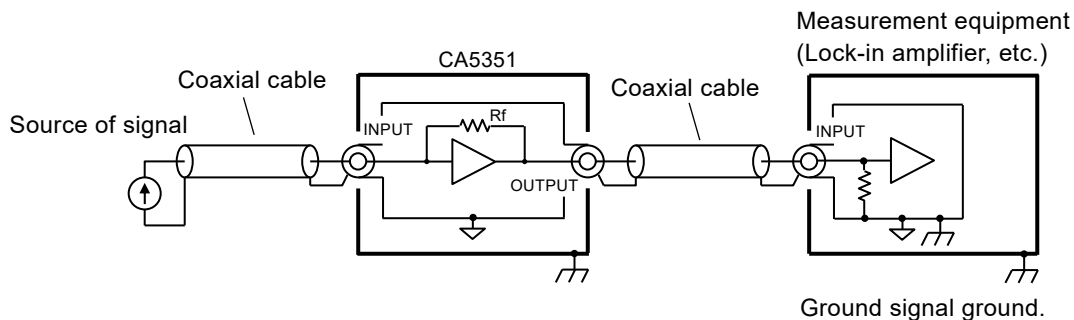 Measurement equipment
(Lock-in amplifier, etc.)
CA5351
Coaxial cable
Coaxial cable
Source of signal
Rf
INPUT
INPUT
OUTPUT
Ground signal ground.